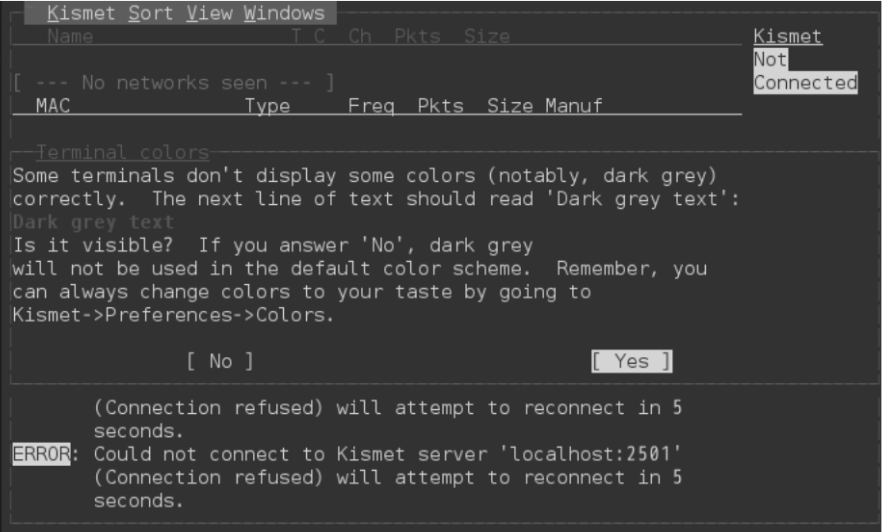 Kismet Sort View Windows
Name T C Ch Pkts Size
Kismet
Not
Connected
[ --- No networks seen --- ]
MAC Type Freq Pkts Size Manuf
Terminal colors
Some terminals don't display some colors (notably, dark grey)
correctly. The next line of text should read 'Dark grey text':
Dark grey text
Is it visible? If you answer 'No', dark grey
will not be used in the default color scheme. Remember, you
can always change colors to your taste by going to
Kismet->Preferences->Colors.
[ No ] [ Yes ]
(Connection refused) will attempt to reconnect in 5
seconds.
ERROR: Could not connect to Kismet server 'localhost:2501'
(Connection refused) will attempt to reconnect in 5
seconds.